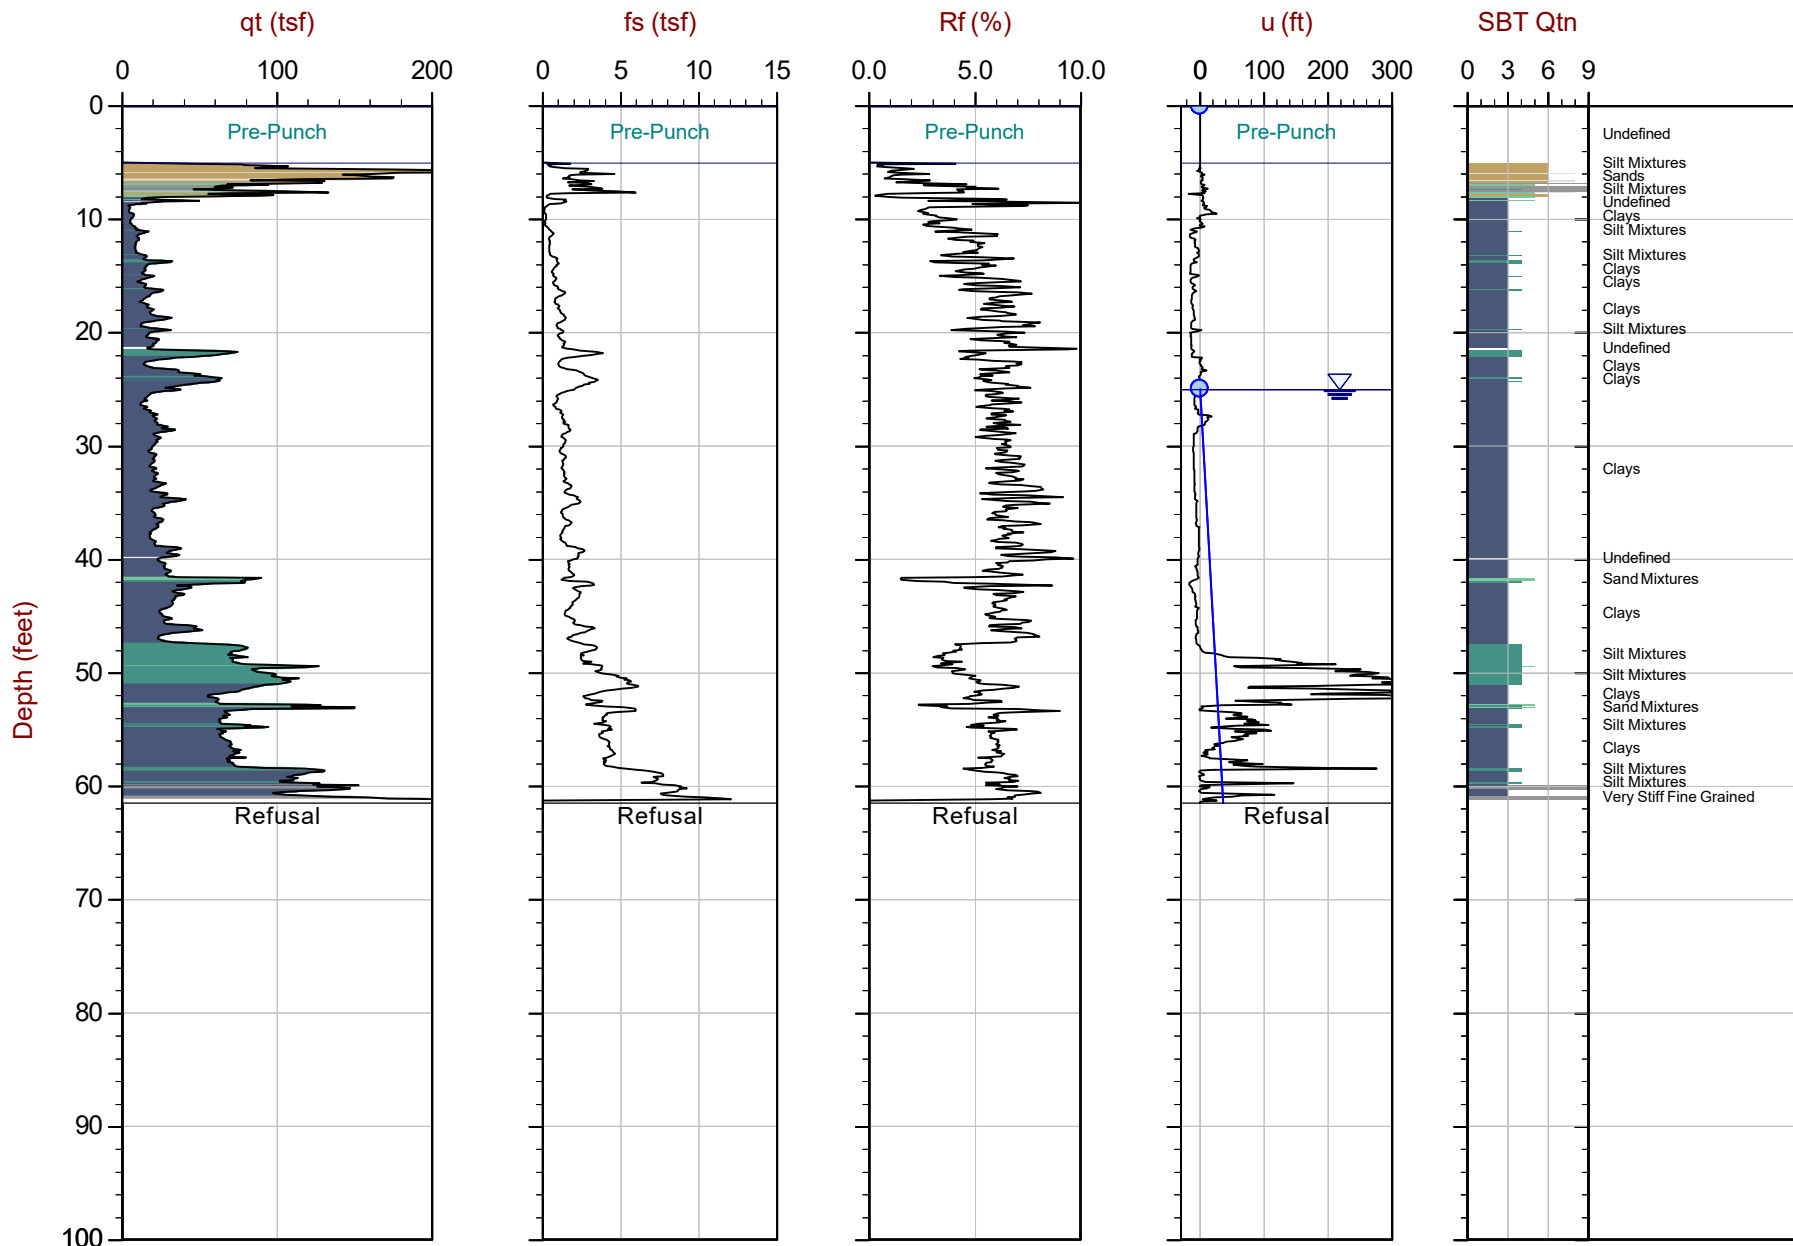 qt (tsf) fs (tsf) Rf (%) u (ft) SBT Qtn
0 100 200 0 5 10 15 0.0 5.0 10.0 0 100 200 300 0 3 6 9
0
Pre-Punch Pre-Punch Pre-Punch Pre-Punch Undefined
Silt Mixtures
Sands
Silt Mixtures
Undefined
10 Clays
Silt Mixtures
Silt Mixtures
Clays
Clays
Clays
20 Silt Mixtures
Undefined
Clays
Clays
30
Clays
40 Undefined
Sand Mixtures
Clays
Silt Mixtures
50 Silt Mixtures
Clays
Sand Mixtures
Silt Mixtures
Clays
Silt Mixtures
60 Silt Mixtures
Very Stiff Fine Grained
Refusal Refusal Refusal Refusal
70
80
90
100
Depth (feet)